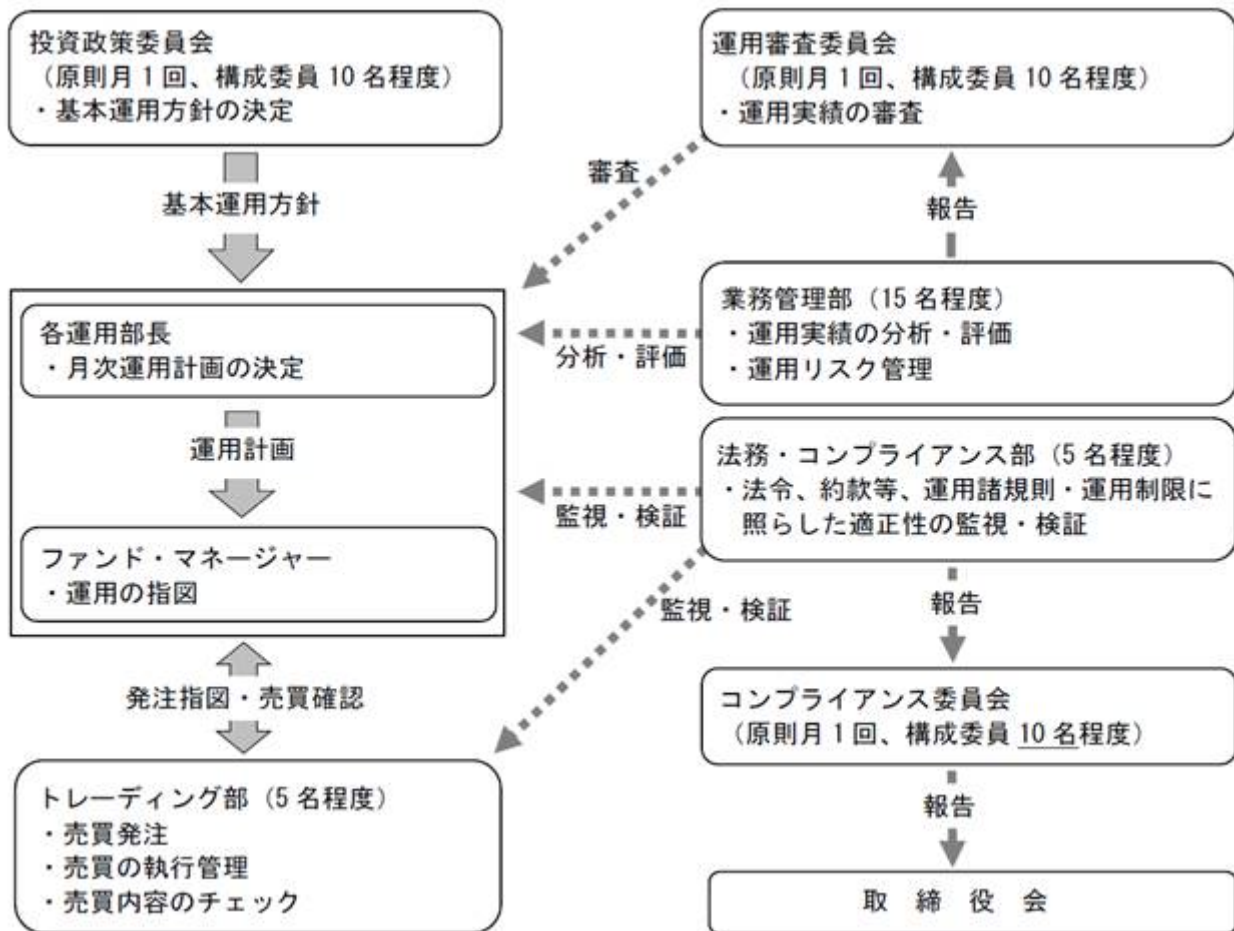 投資政策委員会
（原則月1回、構成委員10名程度）
・基本運用方針の決定
基本運用方針
各運用部長
・月次運用計画の決定
運用計画
ファンド・マネージャー
・運用の指図
発注指図・売買確認
トレーディング部（5名程度）
・売買発注
・売買の執行管理
・売買内容のチェック
運用審査委員会
（原則月1回、構成委員10名程度）
・運用実績の審査
審査
報告
業務管理部（15名程度）
・運用実績の分析・評価
・運用リスク管理
分析・評価
法務・コンプライアンス部（5名程度）
・法令、約款等、運用諸規則・運用制限に
照らした適正性の監視・検証
監視・検証
監視・検証
報告
コンプライアンス委員会
（原則月1回、構成委員10名程度）
報告
取締役会